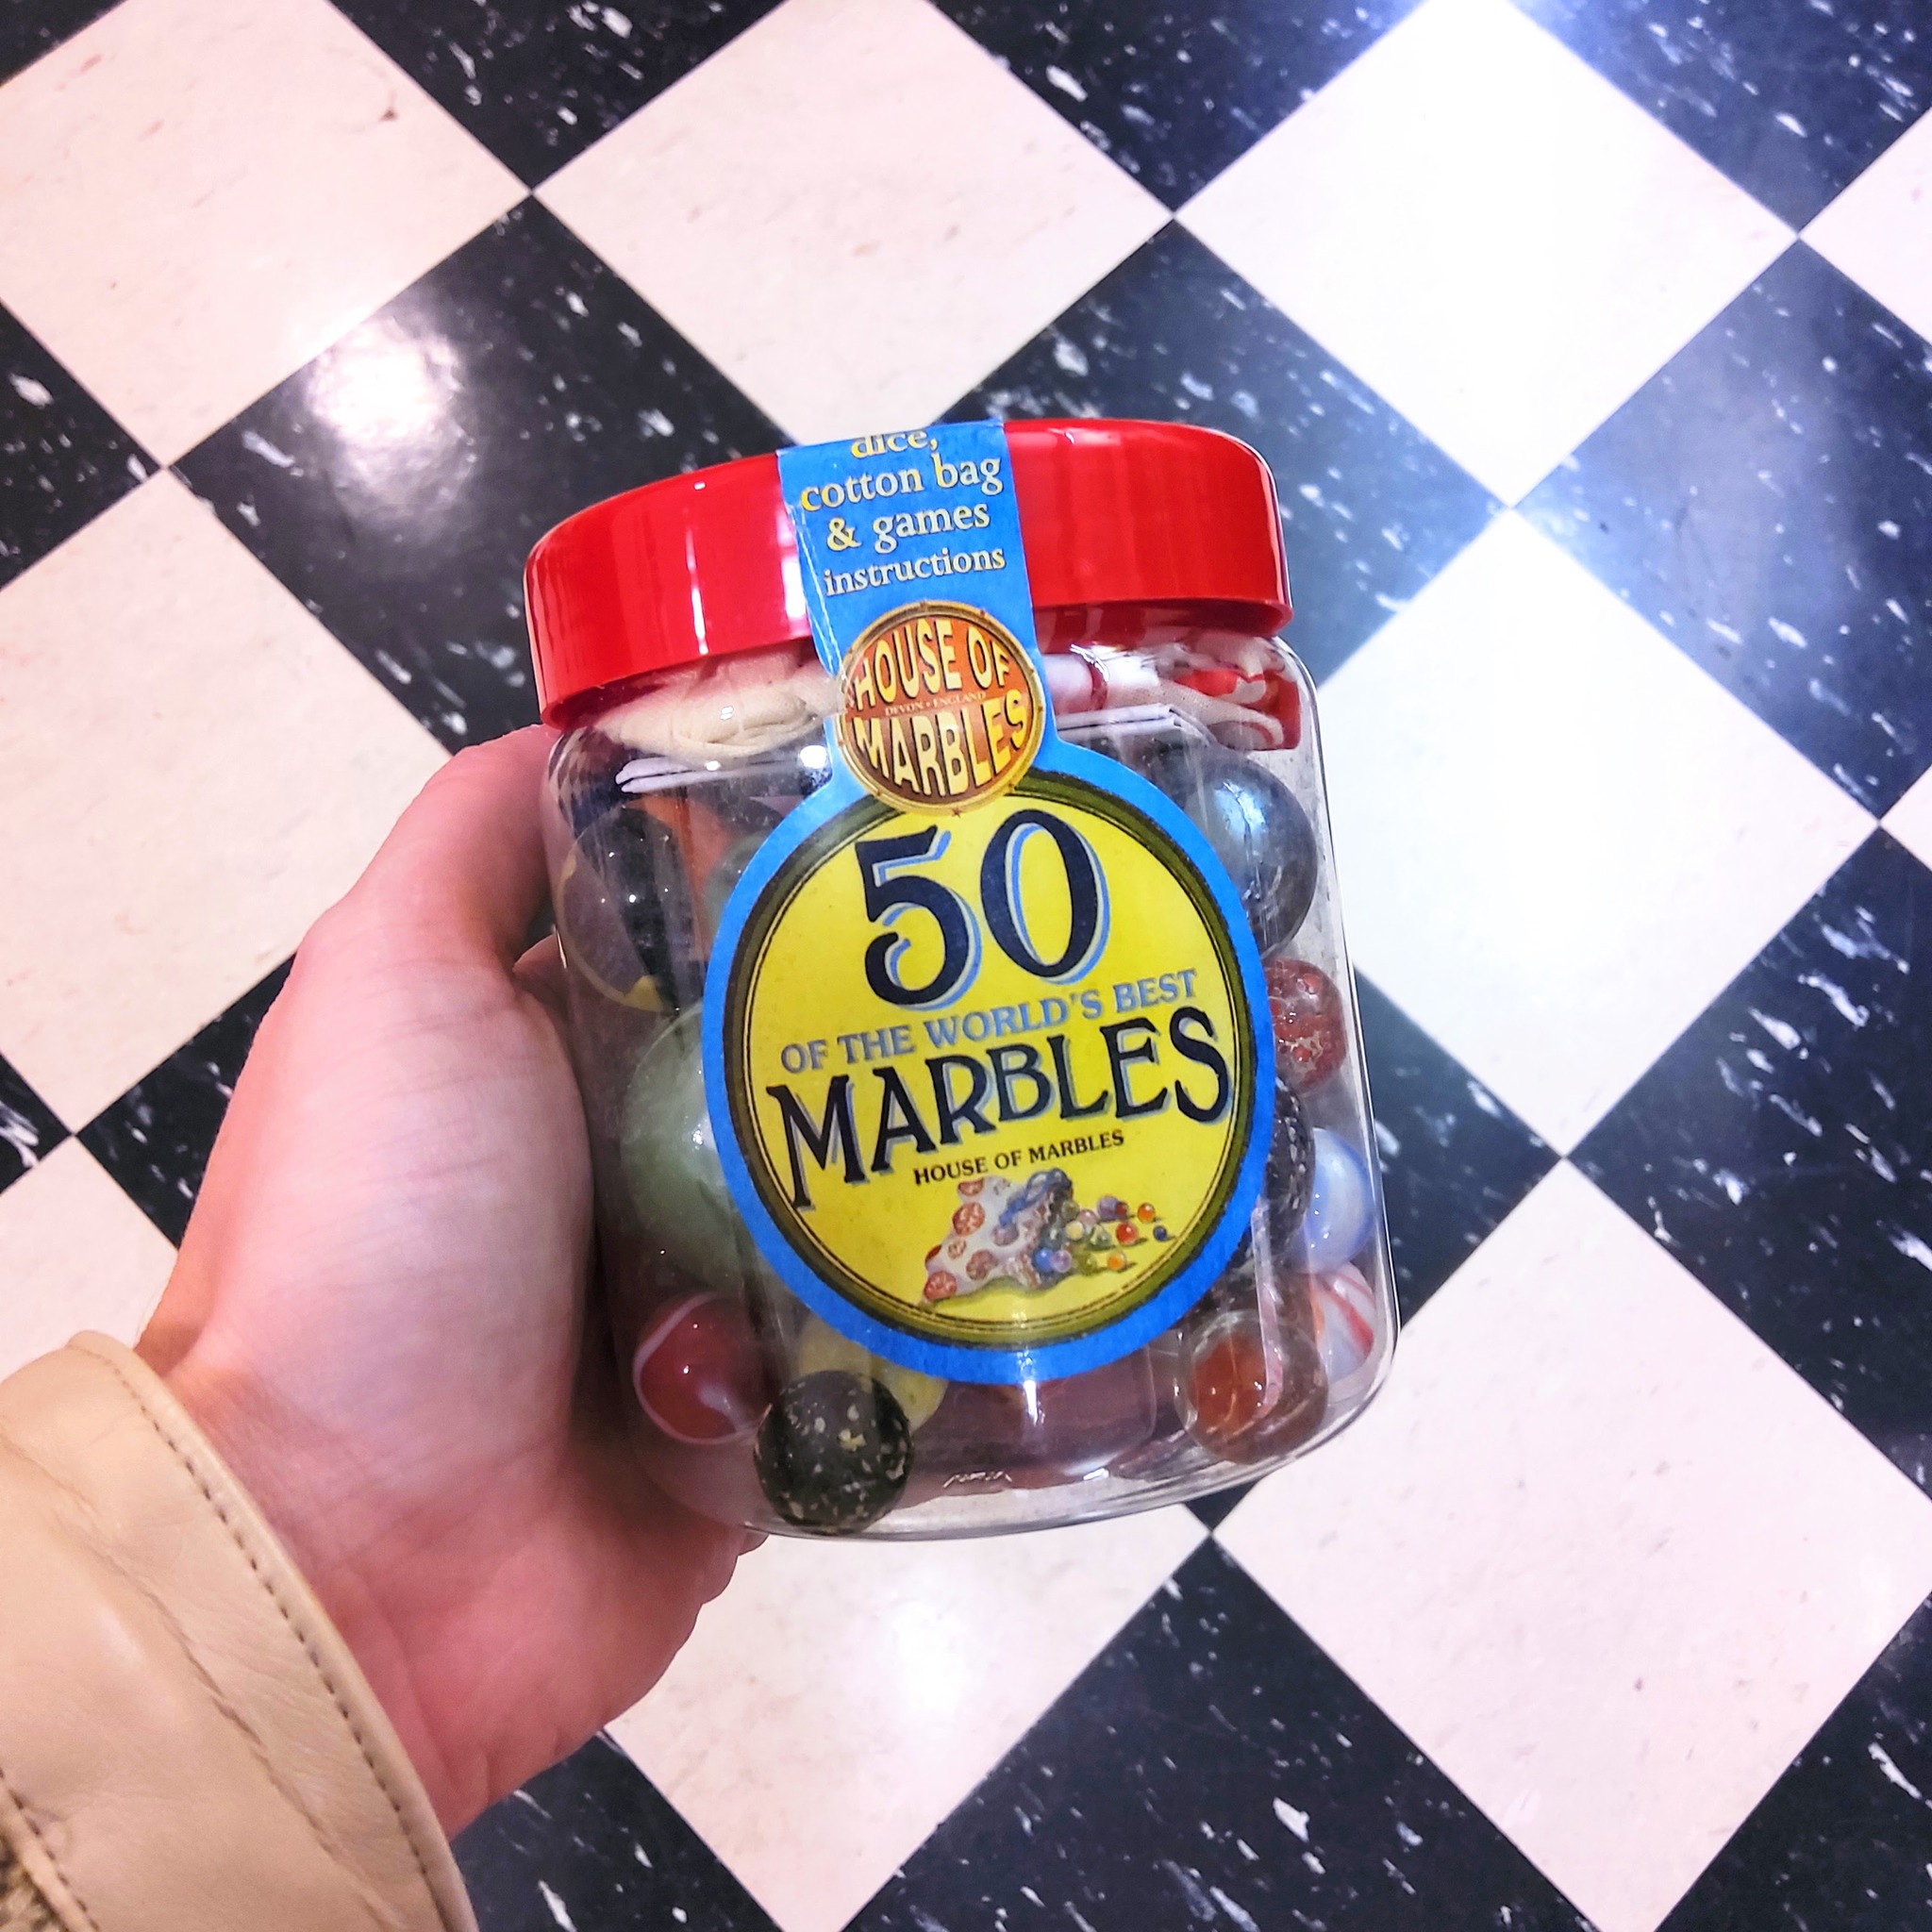 dice,
cotton bag
& games
instructions
HOUSE OF
DEVON • ENGLAND
MARBLES
50
OF THE WORLD'S BEST
MARBLES
HOUSE OF MARBLES